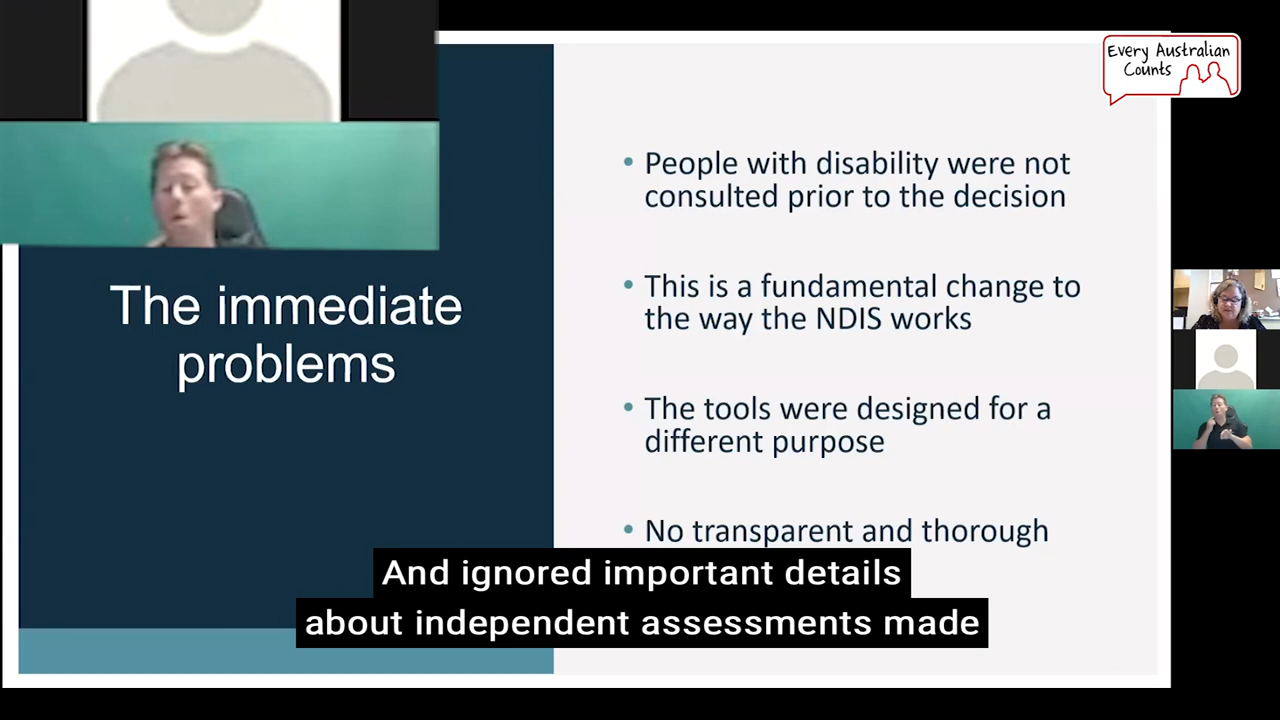 Every Australian
Counts
The immediate
problems
• People with disability were not
consulted prior to the decision
• This is a fundamental change to
the way the NDIS works
• The tools were designed for a
different purpose
• No transparent and thorough
And ignored important details
about independent assessments made